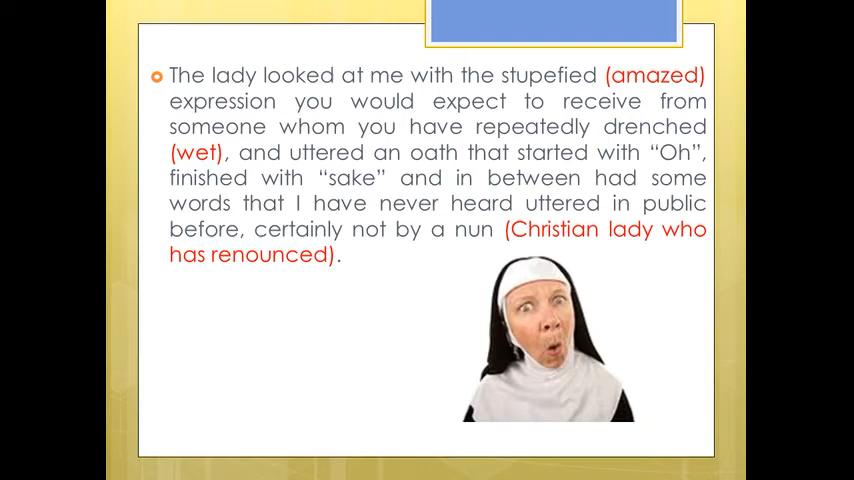 The lady looked at me with the stupefied (amazed)
expression you would expect to receive from
someone whom you have repeatedly drenched
(wet), and uttered an oath that started with “Oh”,
finished with “sake” and in between had some
words that I have never heard uttered in public
before, certainly not by a nun (Christian lady who
has renounced).